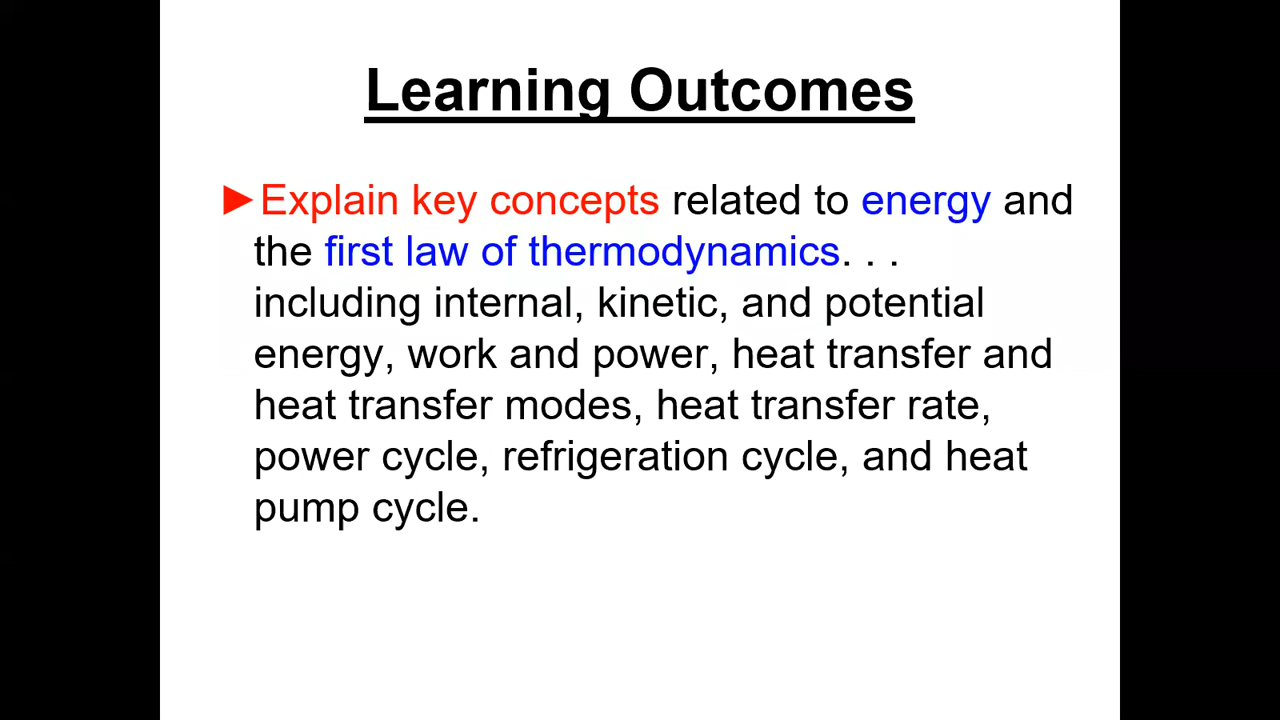 Learning Outcomes
►Explain key concepts related to energy and
the first law of thermodynamics. . .
including internal, kinetic, and potential
energy, work and power, heat transfer and
heat transfer modes, heat transfer rate,
power cycle, refrigeration cycle, and heat
pump cycle.